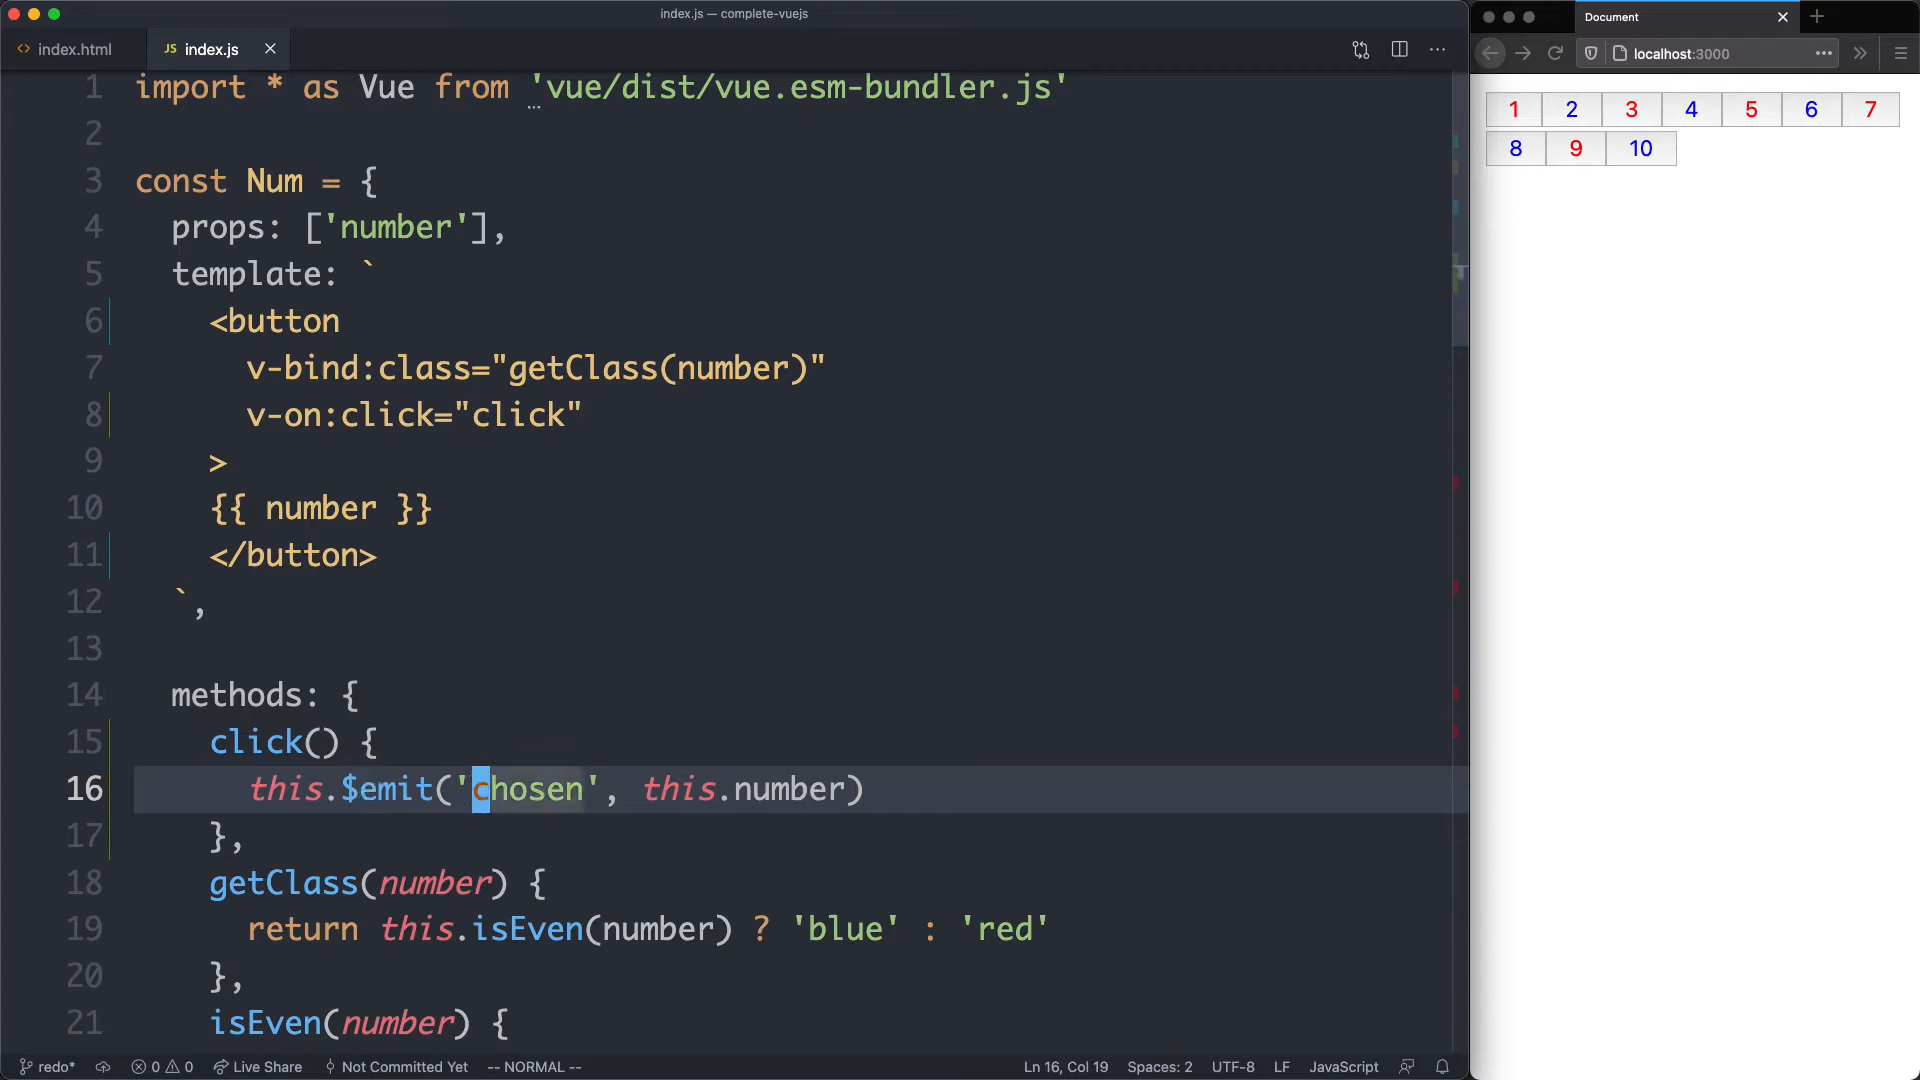 index.js — complete-vuejs
Document
index.html
JS index.js
localhost:3000
1 import * as Vue from 'vue/dist/vue.esm-bundler.js'
2
3 const Num = {
4 props: ['number'],
5 template: `
6 <button
7 v-bind:class="getClass(number)"
8 v-on:click="click"
9 >
10 {{ number }}
11 </button>
12 `,
13
14 methods: {
15 click() {
16 this.$emit('chosen', this.number)
17 },
18 getClass(number) {
19 return this.isEven(number) ? 'blue' : 'red'
20 },
21 isEven(number) {
1 2 3 4 5 6 7
8 9 10
redo* 0 0 Live Share Not Committed Yet -- NORMAL -- Ln 16, Col 19 Spaces: 2 UTF-8 LF JavaScript